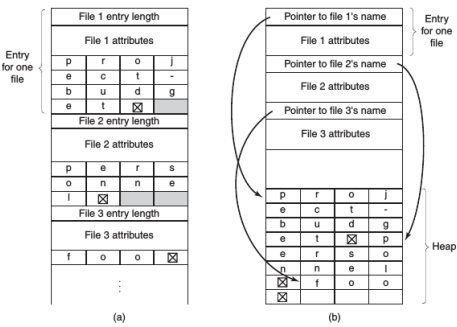 File 1 entry length
Entry
for one
file
File 1 attributes
p r o j
e c t -
b u d g
e t ⊠
File 2 entry length
File 2 attributes
p e r s
o n n e
l ⊠
File 3 entry length
File 3 attributes
f o o ⊠
⋮
(a)
Pointer to file 1's name
Entry
for one
file
File 1 attributes
Pointer to file 2's name
File 2 attributes
Pointer to file 3's name
File 3 attributes
p r o j
e c t -
b u d g
e t ⊠ p
e r s o
n n e l
⊠ f o o
⊠
Heap
(b)